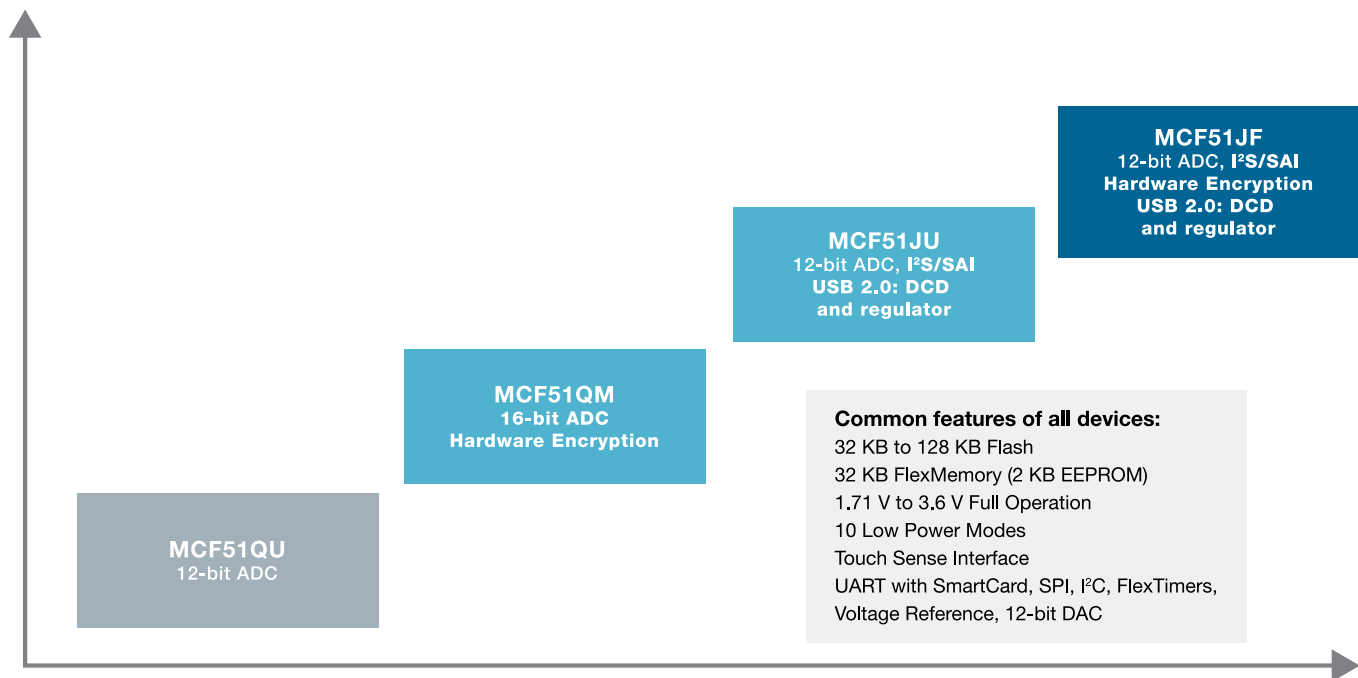 MCF51JF
12-bit ADC, I²S/SAI
Hardware Encryption
USB 2.0: DCD
and regulator
MCF51JU
12-bit ADC, I²S/SAI
USB 2.0: DCD
and regulator
MCF51QM
16-bit ADC
Hardware Encryption
MCF51QU
12-bit ADC
Common features of all devices:
32 KB to 128 KB Flash
32 KB FlexMemory (2 KB EEPROM)
1.71 V to 3.6 V Full Operation
10 Low Power Modes
Touch Sense Interface
UART with SmartCard, SPI, I²C, FlexTimers,
Voltage Reference, 12-bit DAC